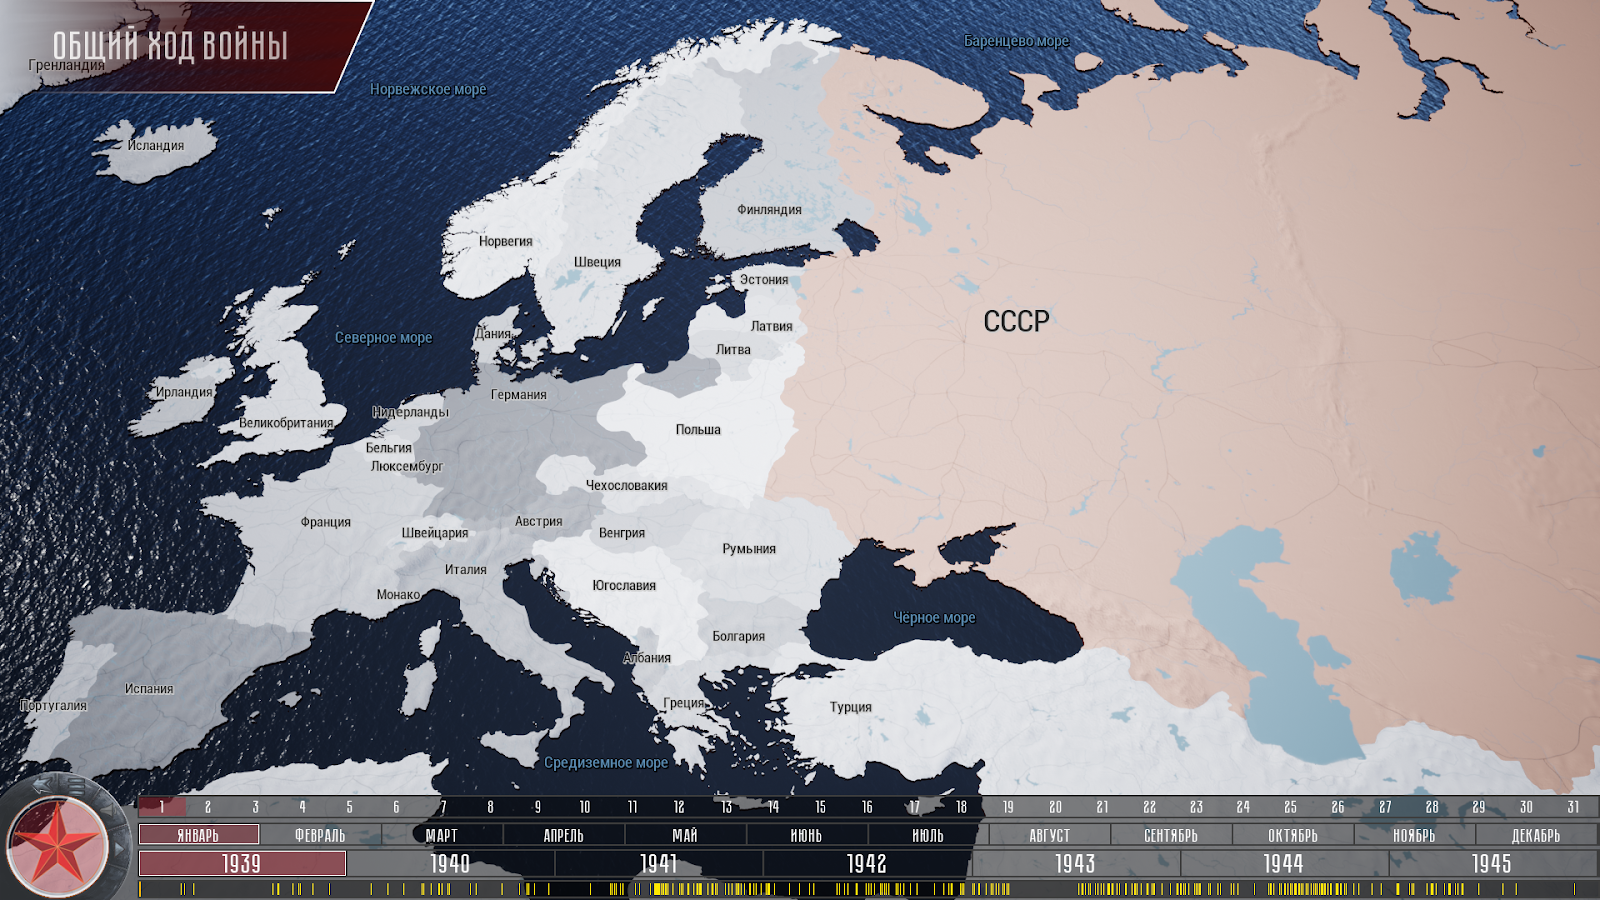 ОБЩИЙ ХОД ВОЙНЫ
Гренландия
Баренцево море
Норвежское море
Исландия
Финляндия
Норвегия
Швеция
Эстония
СССР
Латвия
Дания
Северное море
Литва
Ирландия
Германия
Нидерланды
Великобритания
Польша
Бельгия
Люксембург
Чехословакия
Франция
Австрия
Швейцария
Венгрия
Румыния
Италия
Югославия
Монако
Чёрное море
Болгария
Албания
Испания
Португалия
Греция
Турция
Средиземное море
1 2 3 4 5 6 7 8 9 10 11 12 13 14 15 16 17 18 19 20 21 22 23 24 25 26 27 28 29 30 31
ЯНВАРЬ ФЕВРАЛЬ МАРТ АПРЕЛЬ МАЙ ИЮНЬ ИЮЛЬ АВГУСТ СЕНТЯБРЬ ОКТЯБРЬ НОЯБРЬ ДЕКАБРЬ
1939 1940 1941 1942 1943 1944 1945